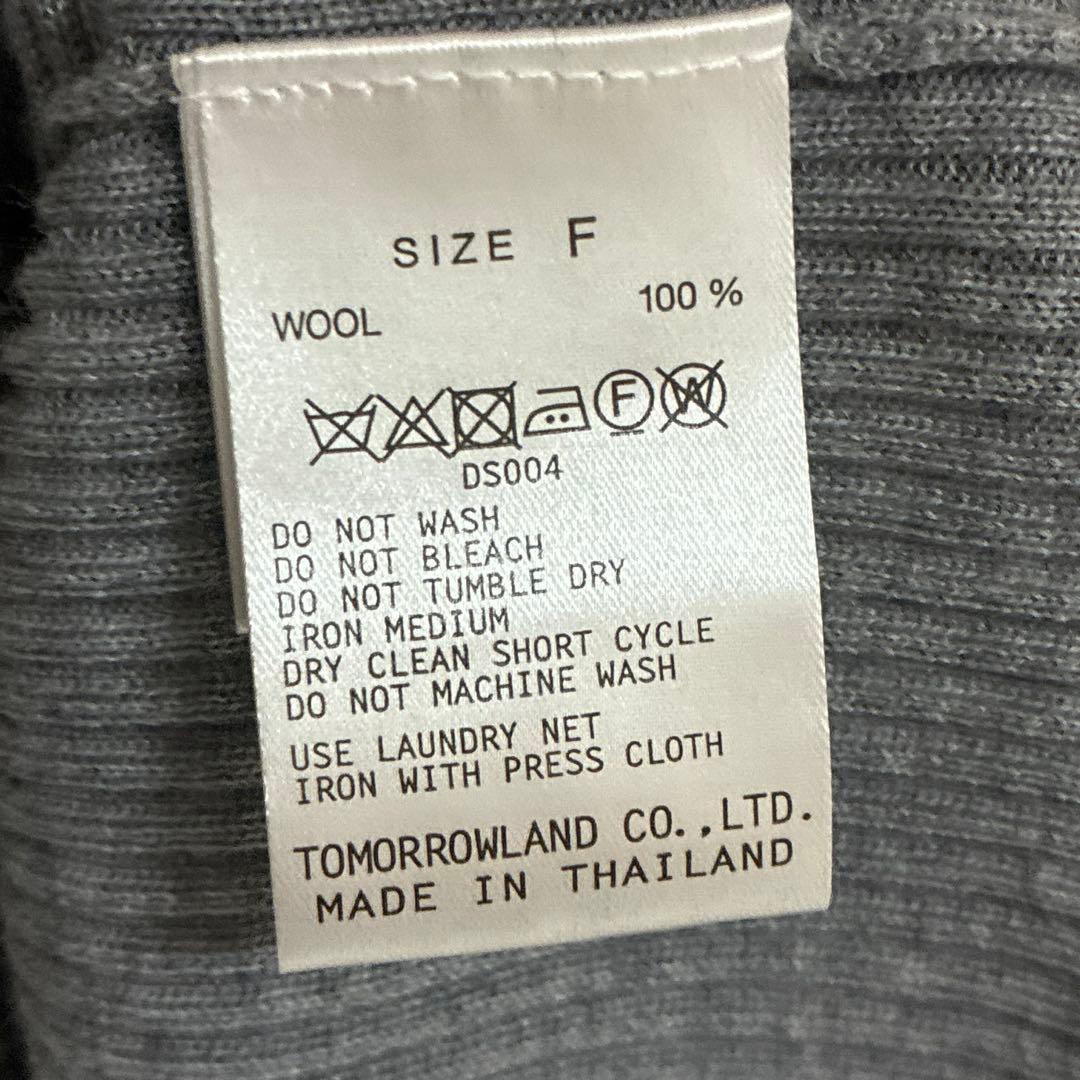 SIZE F
WOOL 100 %
F W
DS004
DO NOT WASH
DO NOT BLEACH
DO NOT TUMBLE DRY
IRON MEDIUM
DRY CLEAN SHORT CYCLE
DO NOT MACHINE WASH
USE LAUNDRY NET
IRON WITH PRESS CLOTH
TOMORROWLAND CO.,LTD.
MADE IN THAILAND